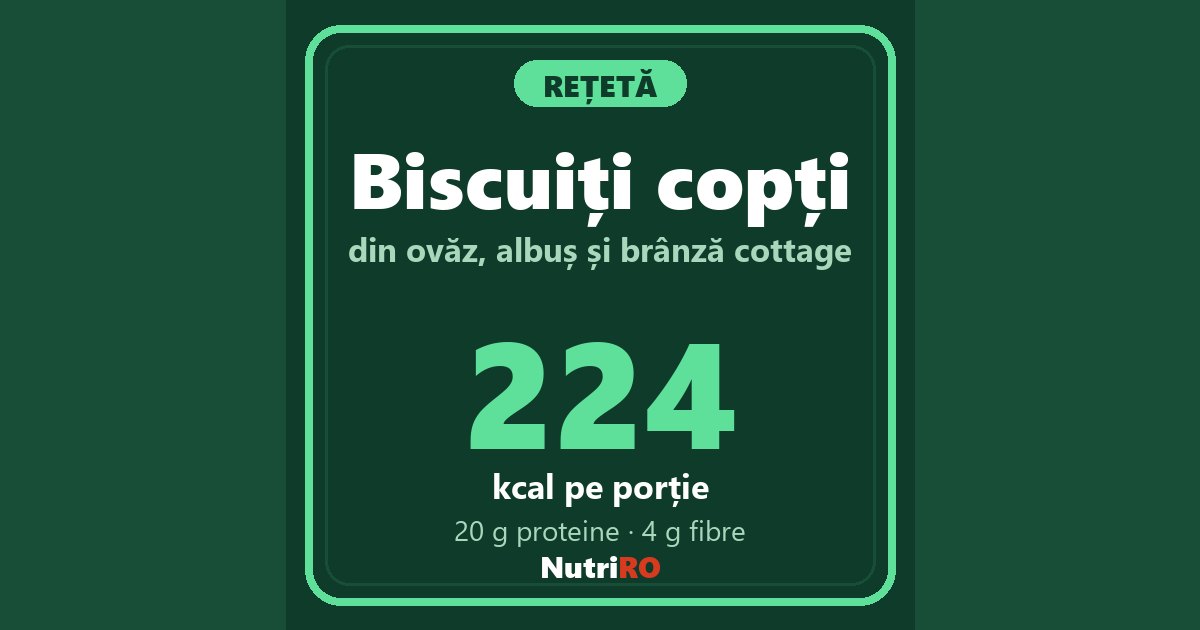 REȚETĂ
Biscuiți copți
din ovăz, albuș și brânză cottage
224
kcal pe porție
20 g proteine · 4 g fibre
NutriRO